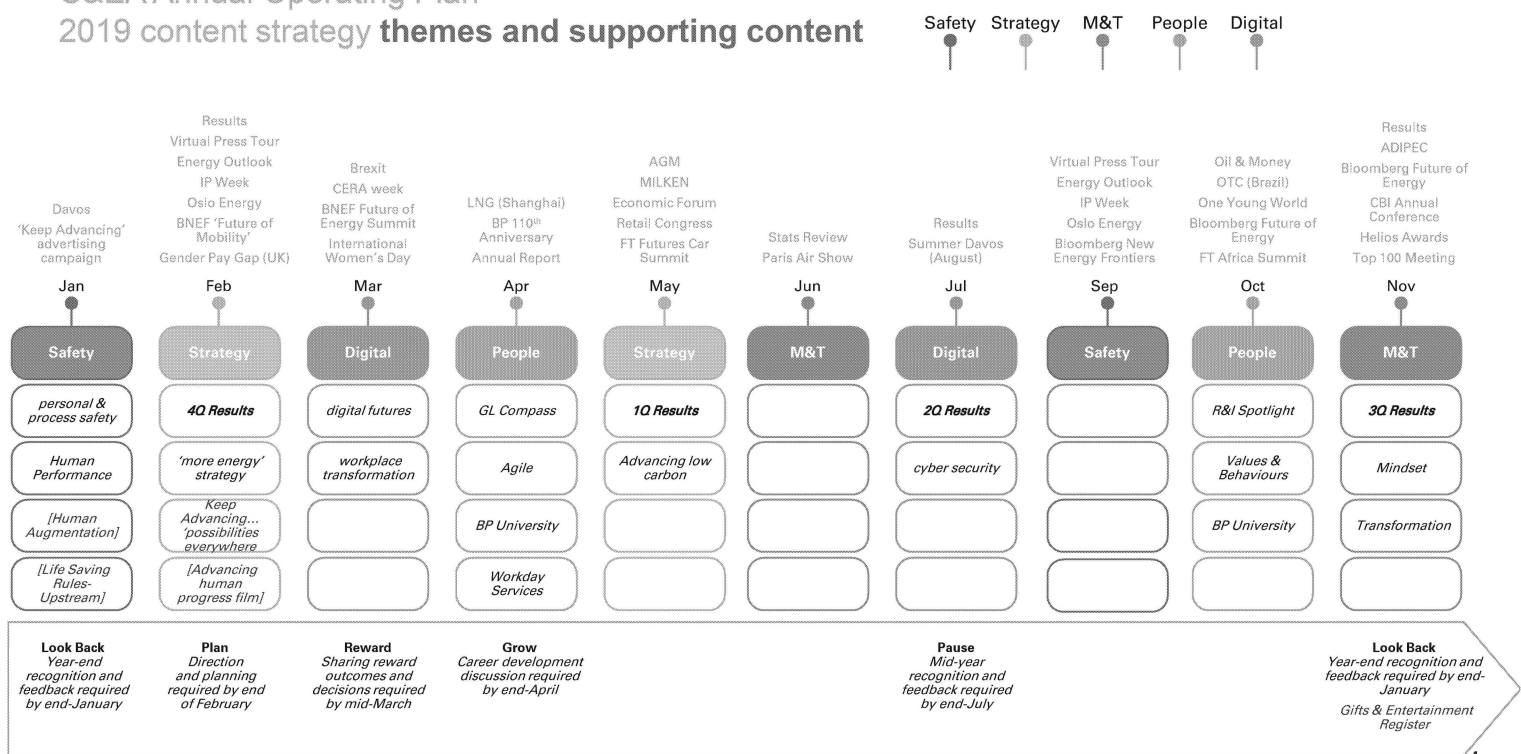 C&EA Annual Operating Plan
2019 content strategy themes and supporting content
Safety Strategy M&T People Digital
Davos
'Keep Advancing'
advertising
campaign
Jan
Results
Virtual Press Tour
Energy Outlook
IP Week
Oslo Energy
BNEF 'Future of
Mobility'
Gender Pay Gap (UK)
Feb
Brexit
CERA week
BNEF Future of
Energy Summit
International
Women's Day
Mar
LNG (Shanghai)
BP 110th
Anniversary
Annual Report
Apr
AGM
MILKEN
Economic Forum
Retail Congress
FT Futures Car
Summit
May
Stats Review
Paris Air Show
Jun
Results
Summer Davos
(August)
Jul
Virtual Press Tour
Energy Outlook
IP Week
Oslo Energy
Bloomberg New
Energy Frontiers
Sep
Oil & Money
OTC (Brazil)
One Young World
Bloomberg Future of
Energy
FT Africa Summit
Oct
Results
ADIPEC
Bloomberg Future of
Energy
CBI Annual
Conference
Helios Awards
Top 100 Meeting
Nov
Safety
personal &
process safety
Human
Performance
[Human
Augmentation]
[Life Saving
Rules-
Upstream]
Strategy
4Q Results
'more energy'
strategy
Keep
Advancing...
'possibilities
everywhere
[Advancing
human
progress film]
Digital
digital futures
workplace
transformation
People
GL Compass
Agile
BP University
Workday
Services
Strategy
1Q Results
Advancing low
carbon
M&T
Digital
2Q Results
cyber security
Safety
People
R&I Spotlight
Values &
Behaviours
BP University
M&T
3Q Results
Mindset
Transformation
Look Back
Year-end
recognition and
feedback required
by end-January
Plan
Direction
and planning
required by end
of February
Reward
Sharing reward
outcomes and
decisions required
by mid-March
Grow
Career development
discussion required
by end-April
Pause
Mid-year
recognition and
feedback required
by end-July
Look Back
Year-end recognition and
feedback required by end-
January
Gifts & Entertainment
Register